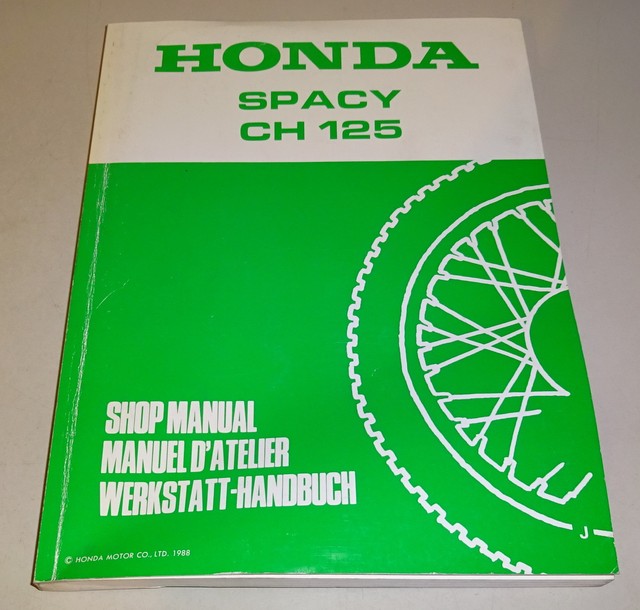 HONDA
SPACY
CH 125
SHOP MANUAL
MANUEL D'ATELIER
WERKSTATT-HANDBUCH
J
© HONDA MOTOR CO., LTD. 1988